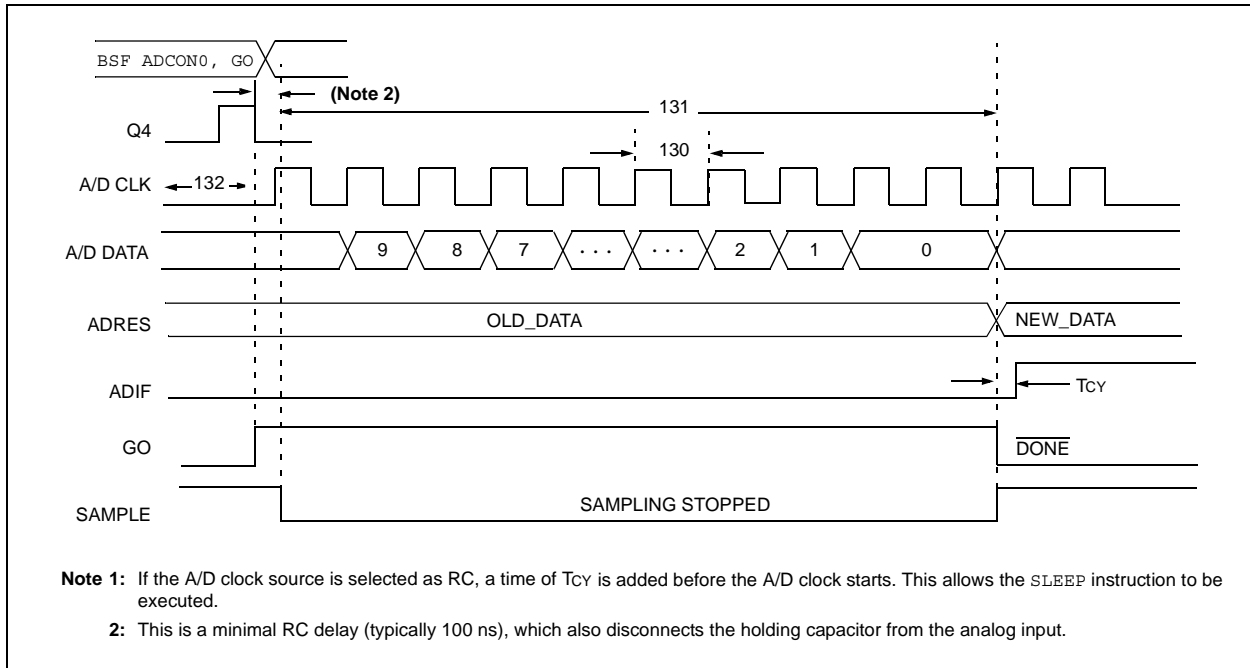 BSF ADCON0, GO
(Note 2)
131
Q4
130
A/D CLK
132
A/D DATA
9 8 7 . . . . . . 2 1 0
ADRES
OLD_DATA
NEW_DATA
ADIF
TCY
GO
DONE
SAMPLE
SAMPLING STOPPED
Note 1: If the A/D clock source is selected as RC, a time of TCY is added before the A/D clock starts. This allows the SLEEP instruction to be
executed.
2: This is a minimal RC delay (typically 100 ns), which also disconnects the holding capacitor from the analog input.